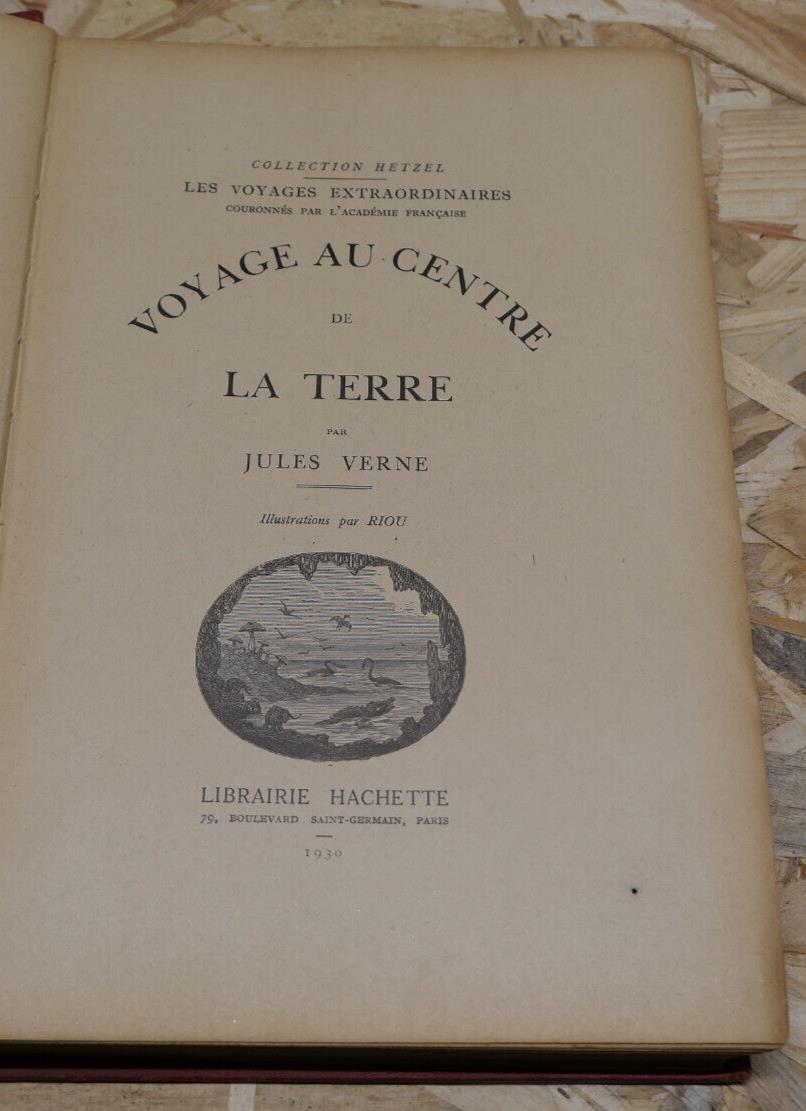 COLLECTION HETZEL
LES VOYAGES EXTRAORDINAIRES
COURONNÉS PAR L'ACADÉMIE FRANÇAISE
VOYAGE AU CENTRE
DE
LA TERRE
PAR
JULES VERNE
Illustrations par RIOU
LIBRAIRIE HACHETTE
79, BOULEVARD SAINT-GERMAIN, PARIS
1930